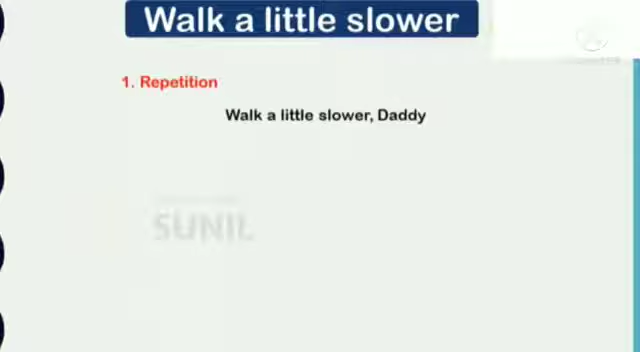 Walk a little slower
1. Repetition
Walk a little slower, Daddy
SUNIL